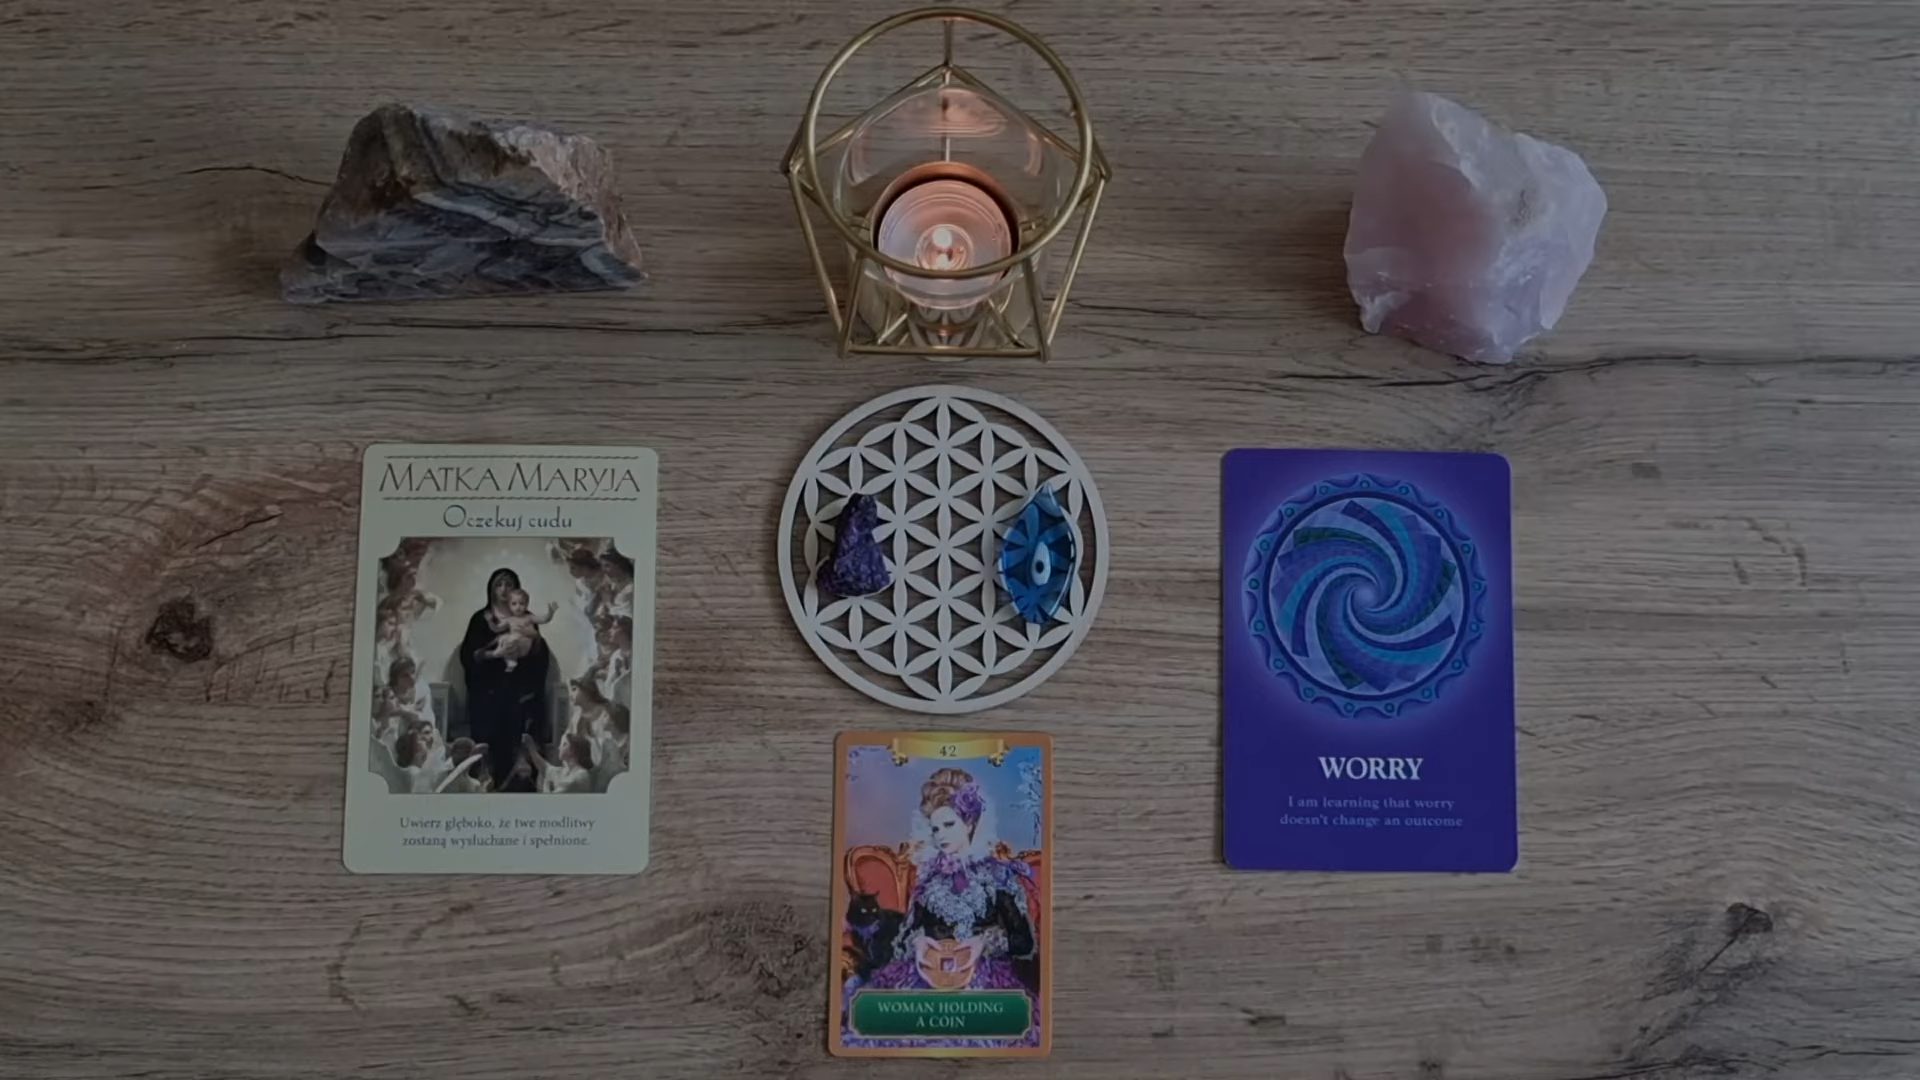 MATKA MARYJA
Oczekuj cudu
Uwierz głęboko, że twe modlitwy
zostaną wysłuchane i spełnione.
42
WOMAN HOLDING
A COIN
WORRY
I am learning that worry
doesn't change an outcome